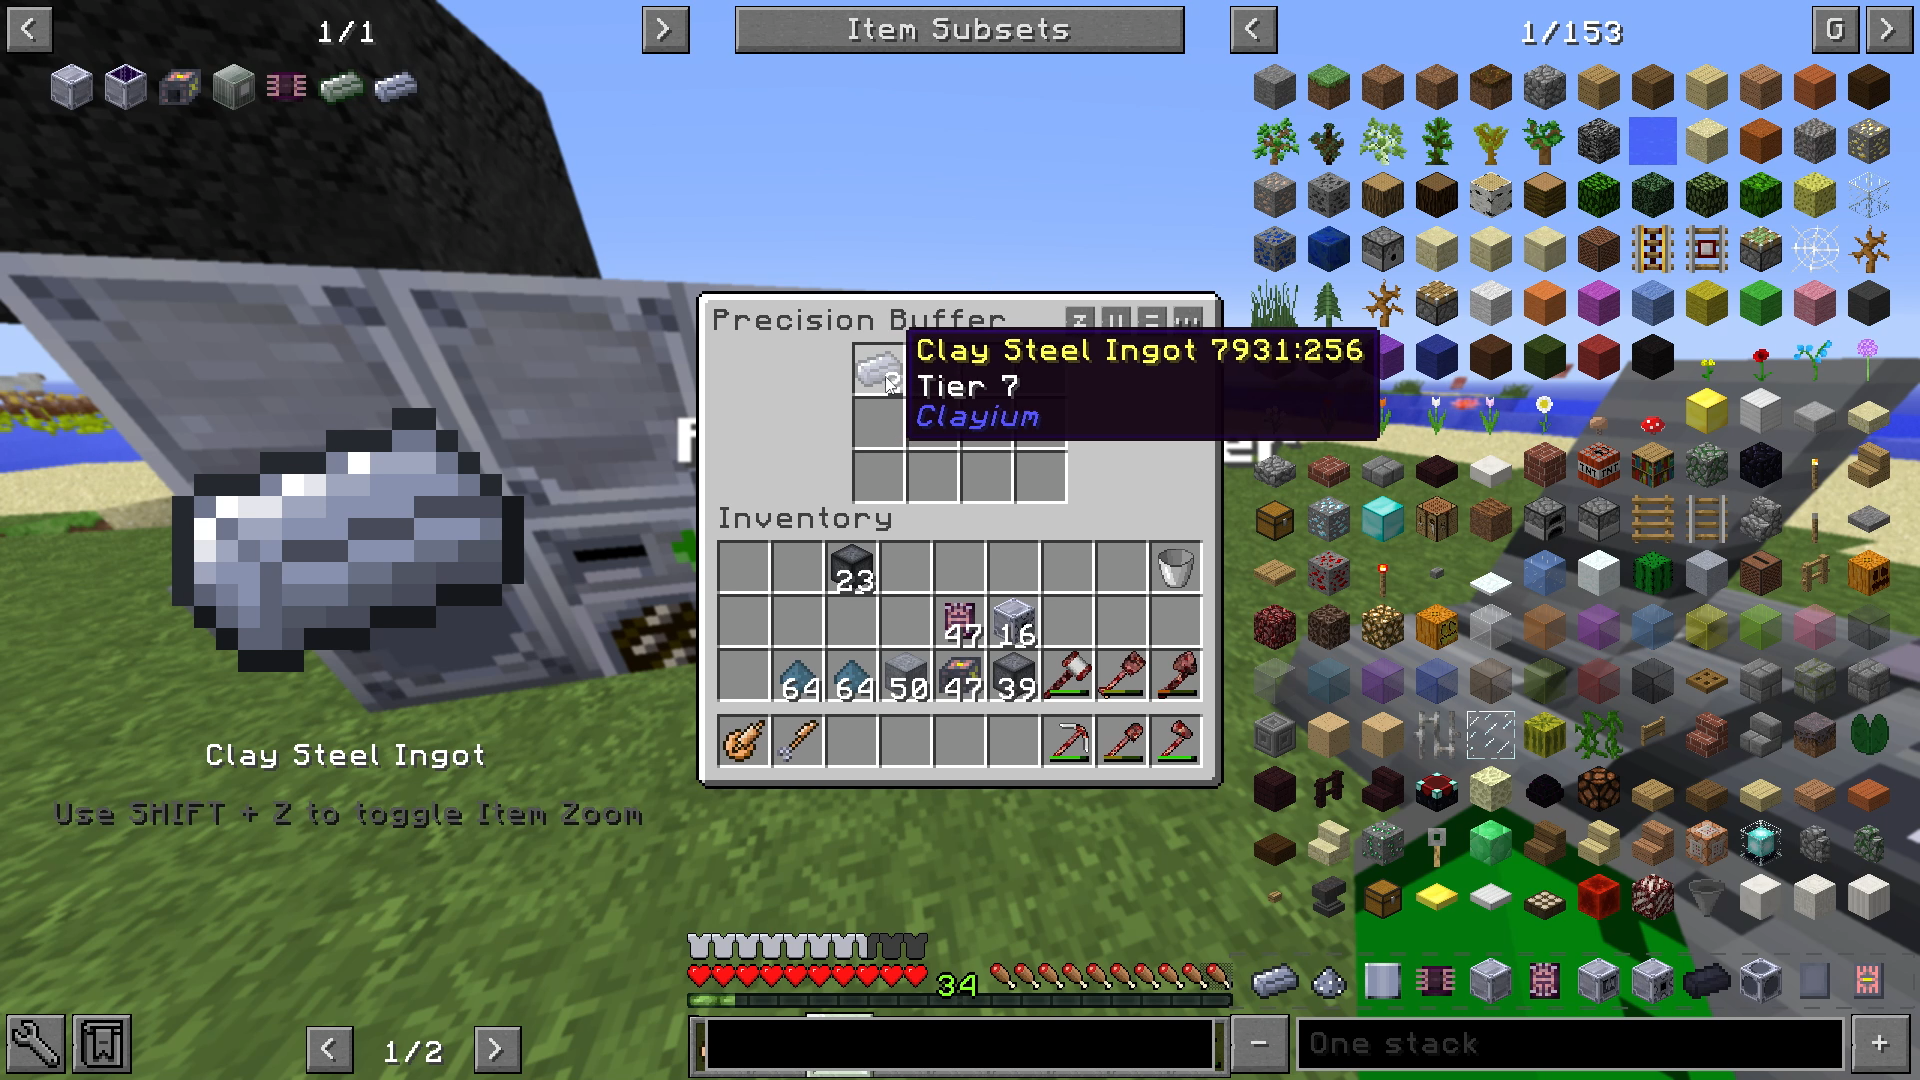 1/1
Item Subsets
1/153
G
Precision Buffer
Clay Steel Ingot 7931:256
Tier 7
Clayium
Inventory
23
47
16
64
64
50
47
39
Clay Steel Ingot
Use SHIFT + Z to toggle Item Zoom
34
1/2
One stack